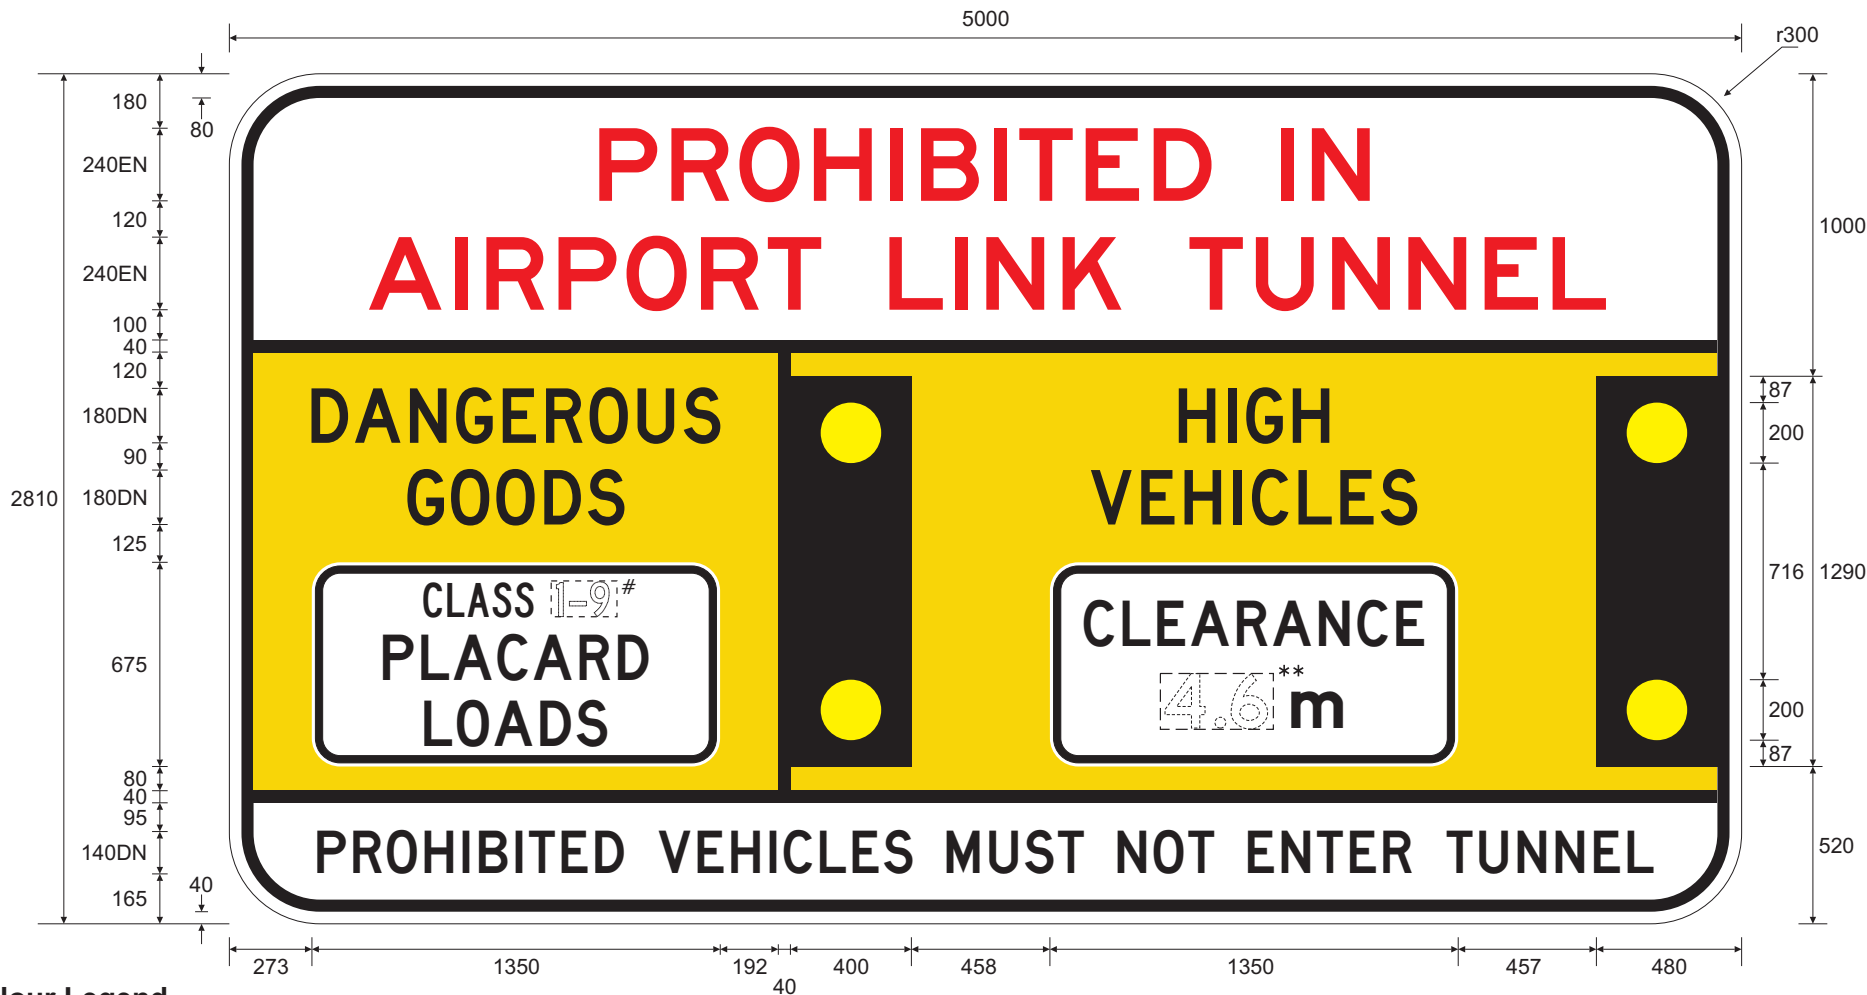 5000
r300
180
80
240EN
120
240EN
100
40
120
180DN
90
180DN
125
2810
675
80
40
95
140DN
165
40
PROHIBITED IN
AIRPORT LINK TUNNEL
DANGEROUS
GOODS
CLASS 1-9#
PLACARD
LOADS
HIGH
VEHICLES
CLEARANCE
4.6**m
PROHIBITED VEHICLES MUST NOT ENTER TUNNEL
1000
87
200
716
1290
200
87
520
273
1350
192
40
400
458
1350
457
480
Legend